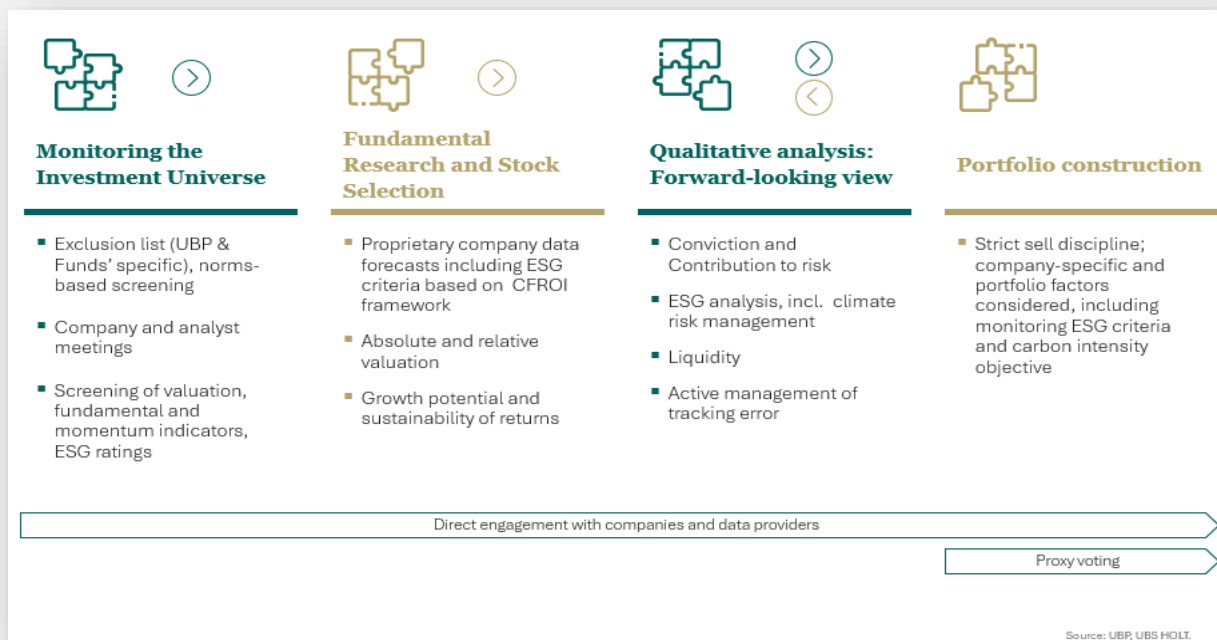 Monitoring the
Investment Universe
▪ Exclusion list (UBP &
Funds' specific), norms-
based screening
▪ Company and analyst
meetings
▪ Screening of valuation,
fundamental and
momentum indicators,
ESG ratings
Fundamental
Research and Stock
Selection
▪ Proprietary company data
forecasts including ESG
criteria based on CFROI
framework
▪ Absolute and relative
valuation
▪ Growth potential and
sustainability of returns
Qualitative analysis:
Forward-looking view
▪ Conviction and
Contribution to risk
▪ ESG analysis, incl. climate
risk management
▪ Liquidity
▪ Active management of
tracking error
Portfolio construction
▪ Strict sell discipline;
company-specific and
portfolio factors
considered, including
monitoring ESG criteria
and carbon intensity
objective
Direct engagement with companies and data providers
Proxy voting
Source: UBP, UBS HOLT.